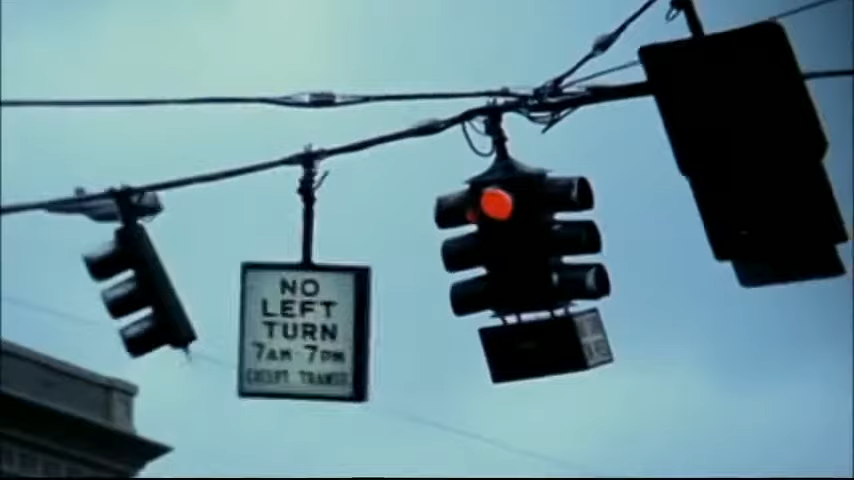 NO
LEFT
TURN
7AM - 7PM
EXCEPT TRANSIT